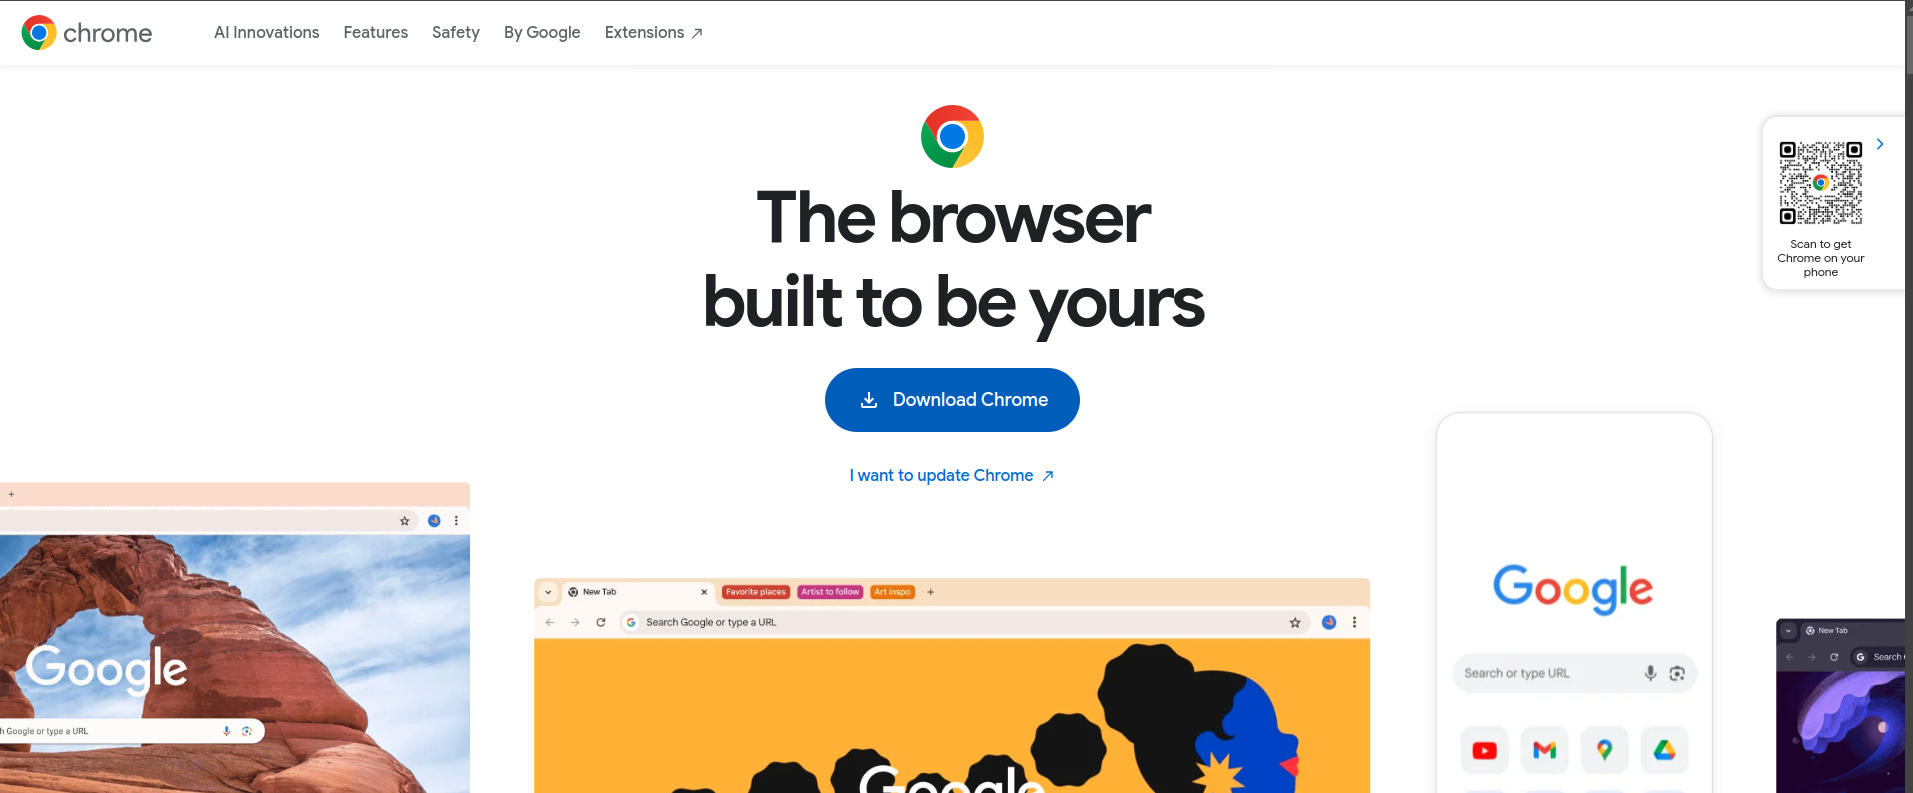 chrome
AI Innovations
Features
Safety
By Google
Extensions
The browser
built to be yours
Download Chrome
I want to update Chrome
Scan to get
Chrome on your
phone
Google
Google or type a URL
New Tab
Favorite places
Artist to follow
Art inspo
Search Google or type a URL
Google
Google
Search or type URL
New Tab
Search